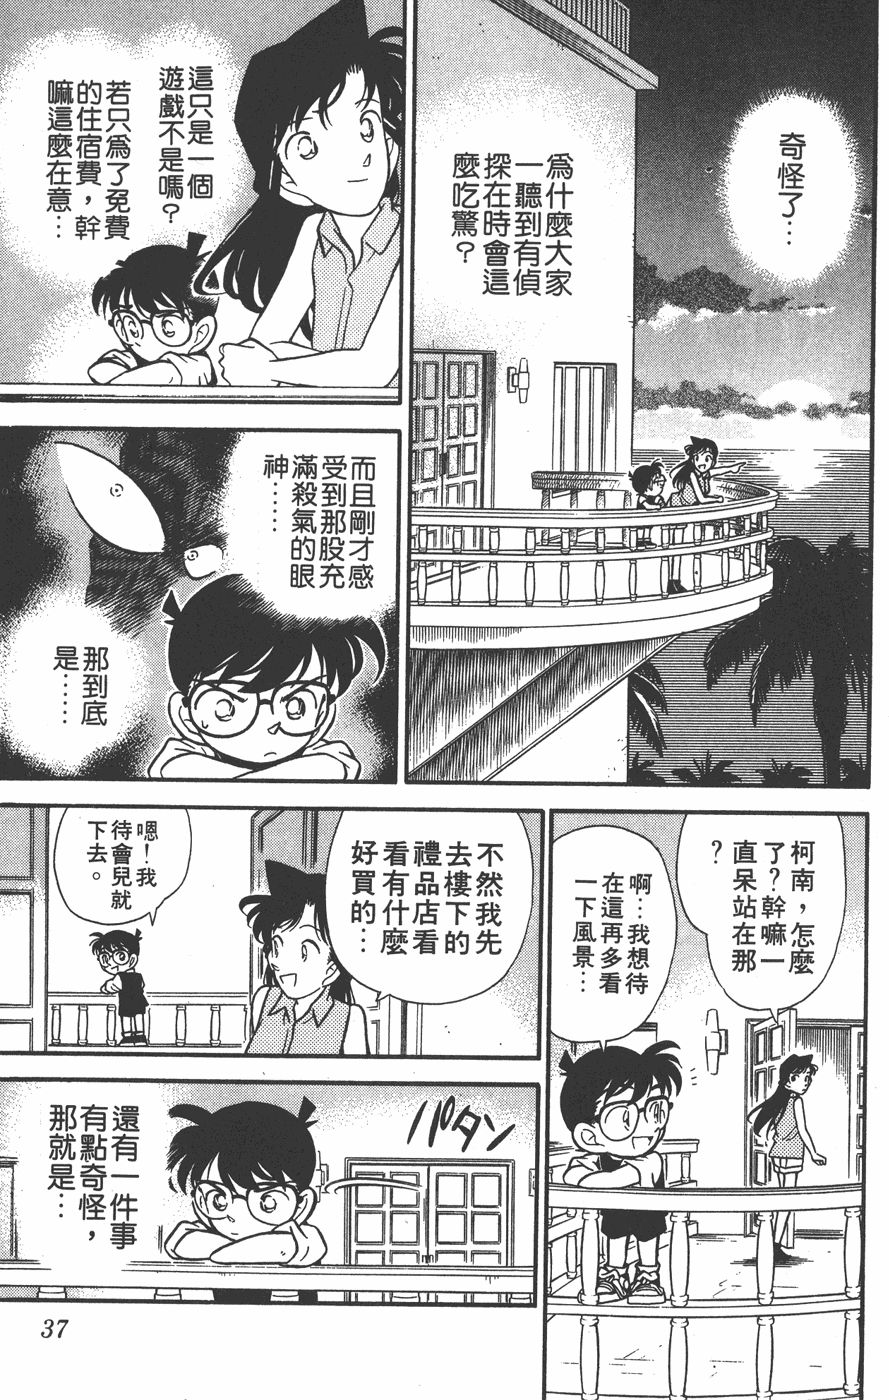 奇怪了…
為什麼大家
一聽到有偵
探在時會這
麼吃驚？
這只是一個
遊戲不是嗎？
若只為了免費
的住宿費，幹
嘛這麼在意…
而且剛才感
受到那股充
滿殺氣的眼
神……
那到底
是……
柯南，怎麼
了？幹嘛一
直呆站在那
？
啊…我想待
在這再多看
一下風景…
不然我先
去樓下的
禮品店看
看有什麼
好買的…
嗯！我
待會兒就
下去。
パタン
還有一件事
有點奇怪，
那就是…
37